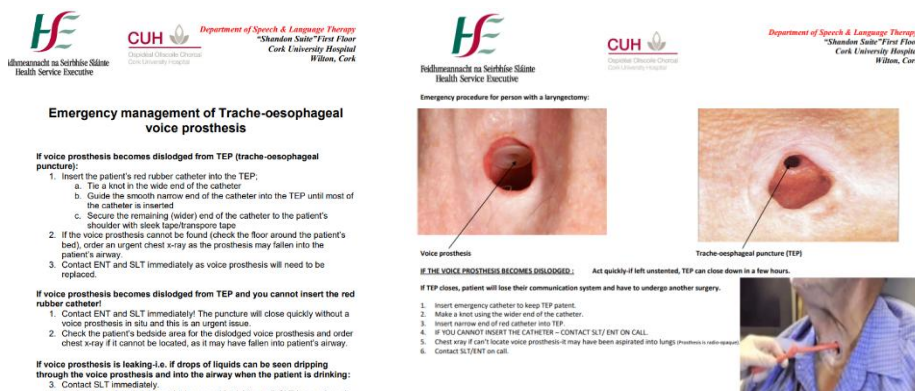 Department of Speech & Language Therapy
"Shandon Suite"First Floor
Cork University Hospital
Wilton, Cork
CUH
Ospidéal Ollscoile Chorcaí
Cork University Hospital
Feidhmeannacht na Seirbhíse Sláinte
Health Service Executive
Emergency management of Trache-oesophageal
voice prosthesis
If voice prosthesis becomes dislodged from TEP (trache-oesophageal
puncture):
1. Insert the patient's red rubber catheter into the TEP;
a. Tie a knot in the wide end of the catheter
b. Guide the smooth narrow end of the catheter into the TEP until most of
the catheter is inserted
c. Secure the remaining (wider) end of the catheter to the patient's
shoulder with sleek tape/transpore tape
2. If the voice prosthesis cannot be found (check the floor around the patient's
bed), order an urgent chest x-ray as the prosthesis may fallen into the
patient's airway.
3. Contact ENT and SLT immediately as voice prosthesis will need to be
replaced.
If voice prosthesis becomes dislodged from TEP and you cannot insert the red
rubber catheter!
1. Contact ENT and SLT immediately! The puncture will close quickly without a
voice prosthesis in situ and this is an urgent issue.
2. Check the patient's bedside area for the dislodged voice prosthesis and order
chest x-ray if it cannot be located, as it may have fallen into patient's airway.
If voice prosthesis is leaking-i.e. if drops of liquids can be seen dripping
through the voice prosthesis and into the airway when the patient is drinking:
3. Contact SLT immediately.
Feidhmeannacht na Seirbhíse Sláinte
Health Service Executive
CUH
Ospidéal Ollscoile Chorcaí
Cork University Hospital
Department of Speech & Language Therapy
"Shandon Suite"First Floor
Cork University Hospital
Wilton, Cork
Emergency procedure for person with a laryngectomy:
Voice prosthesis
Trache-oesphageal puncture (TEP)
IF THE VOICE PROSTHESIS BECOMES DISLODGED : Act quickly-if left unstented, TEP can close down in a few hours.
If TEP closes, patient will lose their communication system and have to undergo another surgery.
1. Insert emergency catheter to keep TEP patent.
2. Make a knot using the wider end of the catheter.
3. Insert narrow end of red catheter into TEP.
4. IF YOU CANNOT INSERT THE CATHETER – CONTACT SLT/ ENT ON CALL.
5. Chest xray if can't locate voice prosthesis-it may have been aspirated into lungs (Prosthesis is radio-opaque)
6. Contact SLT/ENT on call.